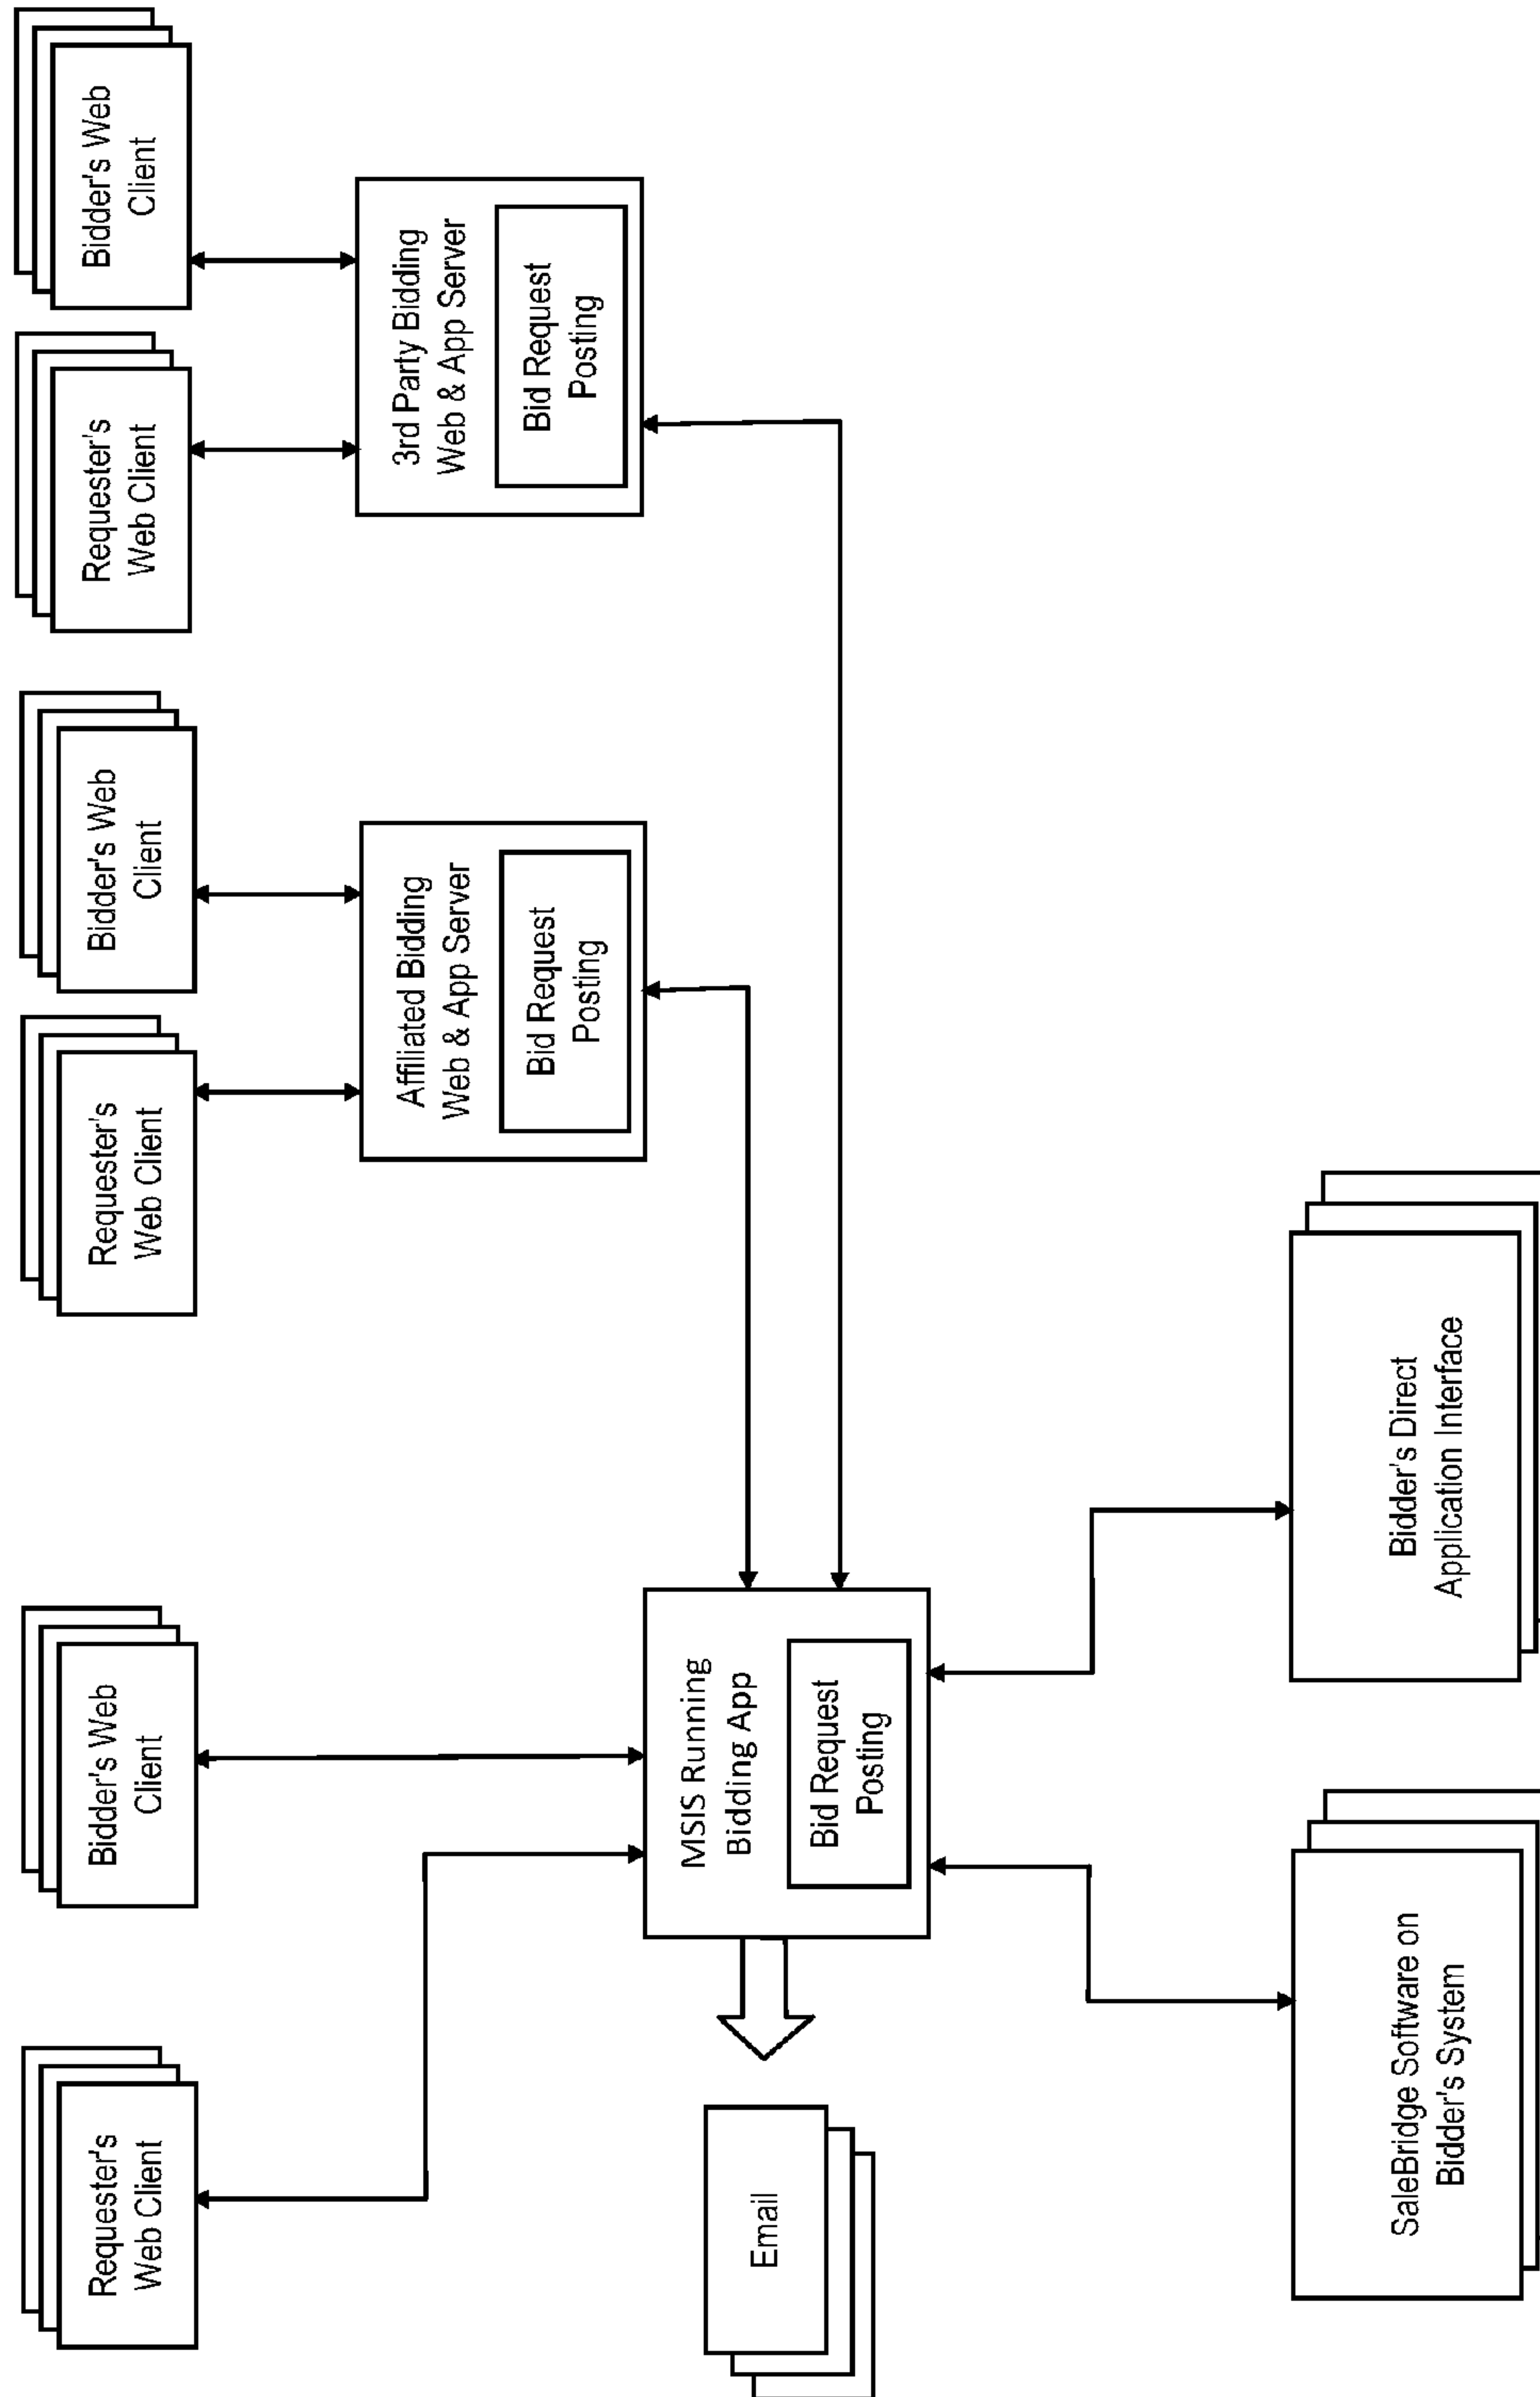 Requester's
Web Client
Bidder's Web
Client
Requester's
Web Client
Bidder's Web
Client
Requester's
Web Client
Bidder's Web
Client
Affiliated Bidding
Web & App Server
Bid Request
Posting
3rd Party Bidding
Web & App Server
Bid Request
Posting
Email
MSIS Running
Bidding App
Bid Request
Posting
SaleBridge Software on
Bidder's System
Bidder's Direct
Application Interface